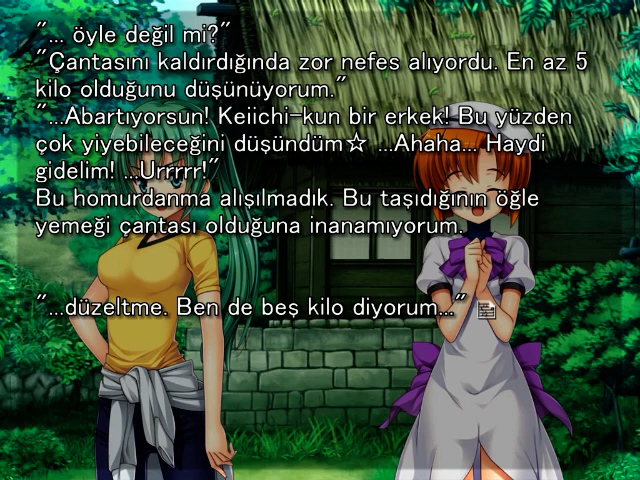 "... öyle değil mi?"
"Çantasını kaldırdığında zor nefes alıyordu. En az 5
kilo olduğunu düşünüyorum."
"...Abartıyorsun! Keiichi-kun bir erkek! Bu yüzden
çok yiyebileceğini düşündüm☆ ...Ahaha... Haydi
gidelim! ...Urrrrr!"
Bu homurdanma alışılmadık. Bu taşıdığının öğle
yemeği çantası olduğuna inanamıyorum.
"...düzeltme. Ben de beş kilo diyorum..."